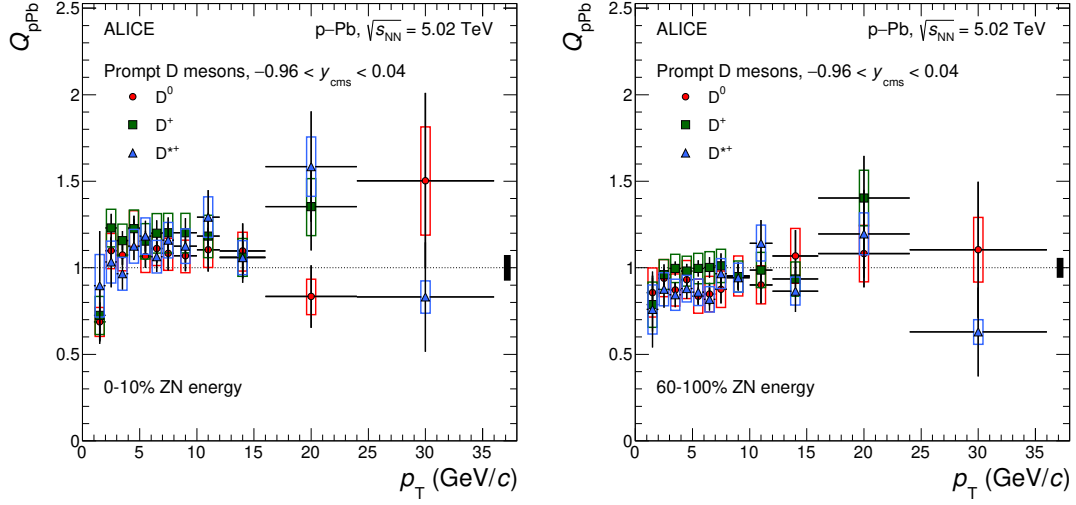 Q_pPb
2.5
2
1.5
1
0.5
0
ALICE
p–Pb, √s_NN = 5.02 TeV
Prompt D mesons, –0.96 < y_cms < 0.04
D^0
D^+
D^*+
0-10% ZN energy
0 5 10 15 20 25 30 35
p_T (GeV/c)
Q_pPb
2.5
2
1.5
1
0.5
0
ALICE
p–Pb, √s_NN = 5.02 TeV
Prompt D mesons, –0.96 < y_cms < 0.04
D^0
D^+
D^*+
60-100% ZN energy
0 5 10 15 20 25 30 35
p_T (GeV/c)